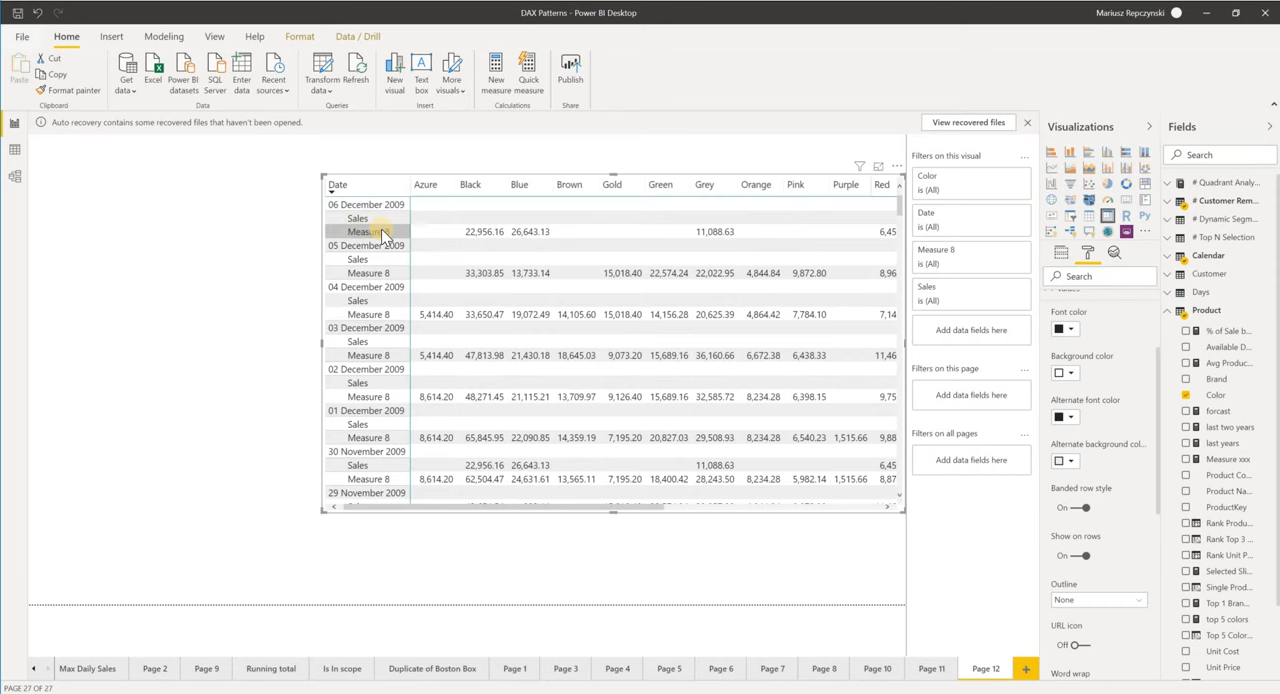 DAX Patterns - Power BI Desktop
Mariusz Repczynski
File Home Insert Modeling View Help Format Data / Drill
Paste
Cut
Copy
Format painter
Clipboard
Get data
Excel
Power BI datasets
SQL Server
Enter data
Recent sources
Data
Transform data
Refresh
Queries
New visual
Text box
More visuals
Insert
New measure
Quick measure
Calculations
Publish
Share
Auto recovery contains some recovered files that haven't been opened.
View recovered files
Date Azure Black Blue Brown Gold Green Grey Orange Pink Purple Red
06 December 2009
Sales
Measure 8 22,956.16 26,643.13 11,088.63 6,45
05 December 2009
Sales
Measure 8 33,303.85 13,733.14 15,018.40 22,574.24 22,022.95 4,844.84 9,872.80 8,96
04 December 2009
Sales
Measure 8 5,414.40 33,650.47 19,072.49 14,105.60 15,018.40 14,156.28 20,625.39 4,864.42 7,784.10 7,14
03 December 2009
Sales
Measure 8 5,414.40 47,813.98 21,430.18 18,645.03 9,073.20 15,689.16 36,160.66 6,672.38 6,438.33 11,46
02 December 2009
Sales
Measure 8 8,614.20 48,271.45 21,115.21 13,709.97 9,126.40 15,689.16 32,585.72 8,234.28 6,398.15 9,75
01 December 2009
Sales
Measure 8 8,614.20 65,845.95 22,090.85 14,359.19 7,195.20 20,827.03 29,508.93 8,234.28 6,540.23 1,515.66 9,88
30 November 2009
Sales 22,956.16 26,643.13 11,088.63 6,45
Measure 8 8,614.20 62,504.47 24,631.61 13,565.11 7,195.20 18,400.42 28,243.50 8,234.28 5,982.14 1,515.66 8,87
29 November 2009
Filters on this visual
Color
is (All)
Date
is (All)
Measure 8
is (All)
Sales
is (All)
Add data fields here
Filters on this page
Add data fields here
Filters on all pages
Add data fields here
Visualizations
R
Py
Search
Font color
Background color
Alternate font color
Alternate background col...
Banded row style
On
Show on rows
On
Outline
None
URL icon
Off
Word wrap
Fields
Search
# Quadrant Analy...
# Customer Rem...
# Dynamic Segm...
# Top N Selection
Calendar
Customer
Days
Product
% of Sale b...
Available D...
Avg Produc...
Brand
Color
forcast
last two years
last years
Measure xxx
Product Co...
Product Na...
ProductKey
Rank Produ...
Rank Top 3 ...
Rank Unit P...
Selected Sli...
Single Prod...
Top 1 Bran...
top 5 colors
Top 5 Color...
Unit Cost
Unit Price
Max Daily Sales Page 2 Page 9 Running total Is In scope Duplicate of Boston Box Page 1 Page 3 Page 4 Page 5 Page 6 Page 7 Page 8 Page 10 Page 11 Page 12
PAGE 27 OF 27